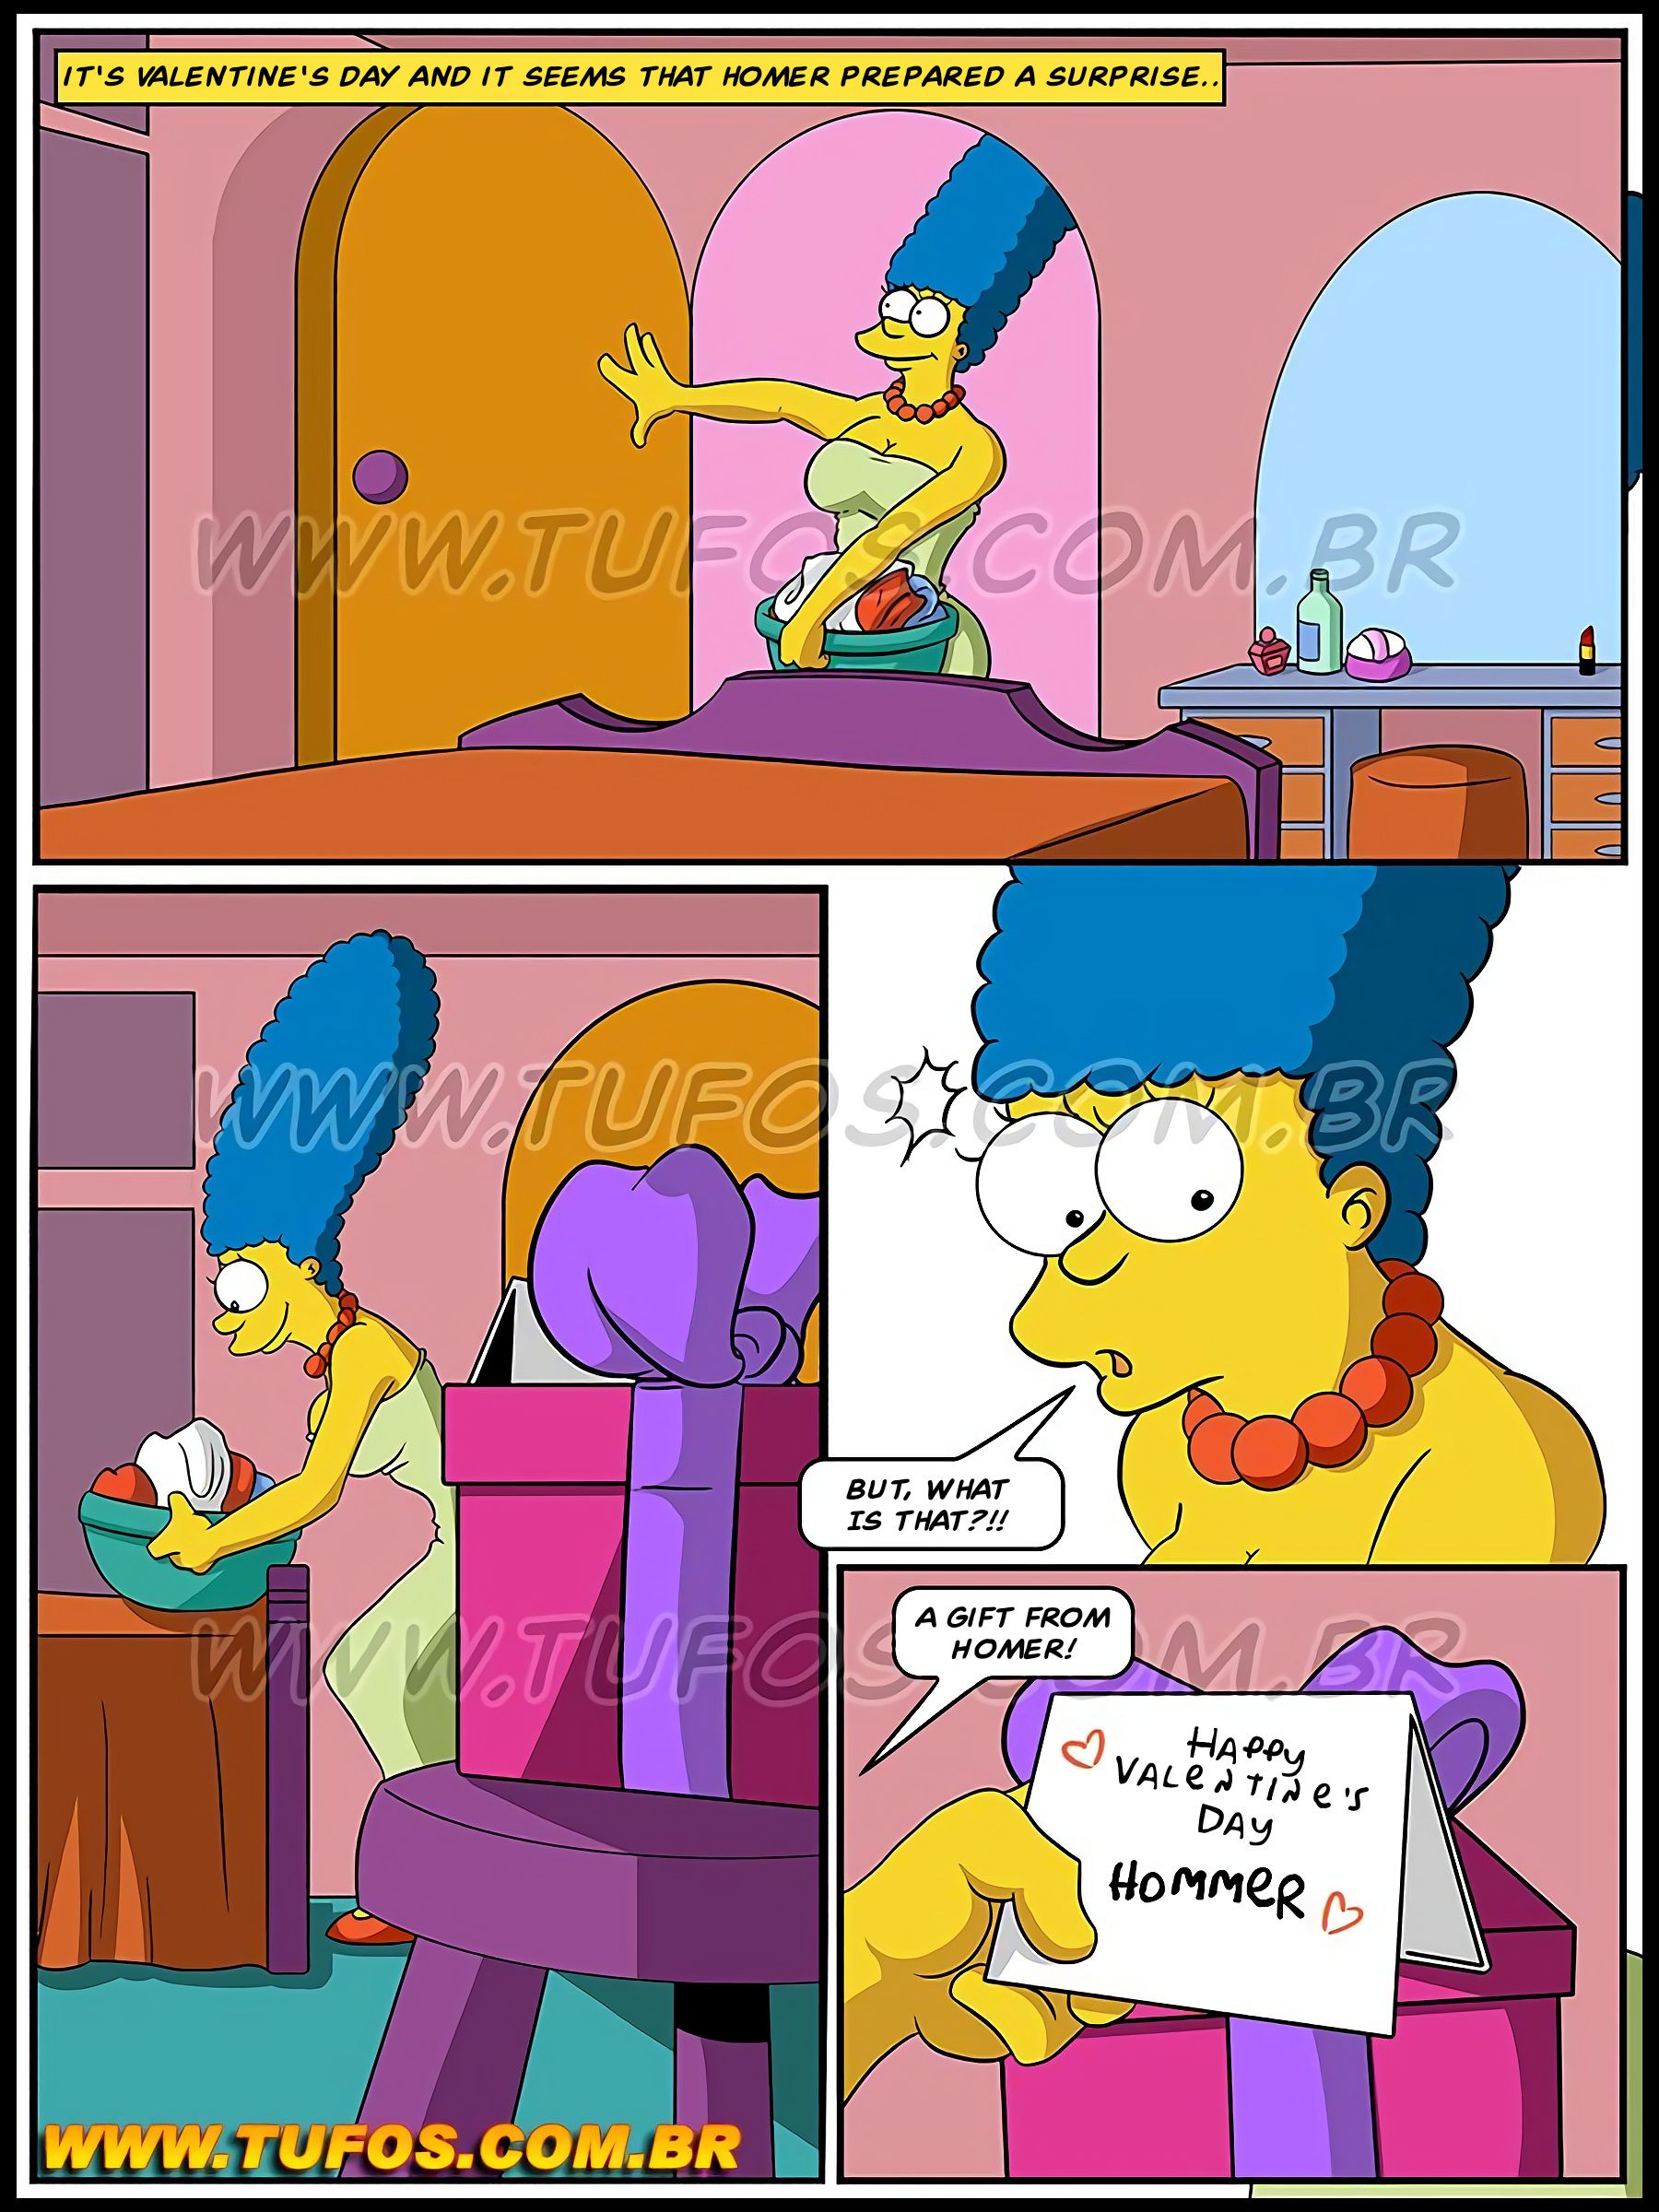 IT'S VALENTINE'S DAY AND IT SEEMS THAT HOMER PREPARED A SURPRISE..
WWW.TUFOS.COM.BR
WWW.TUFOS.COM.BR
BUT, WHAT
IS THAT?!!
WWW.TUFOS.COM.BR
A GIFT FROM
HOMER!
HAPPY
VALENTINE'S
DAY
HOMMER
WWW.TUFOS.COM.BR